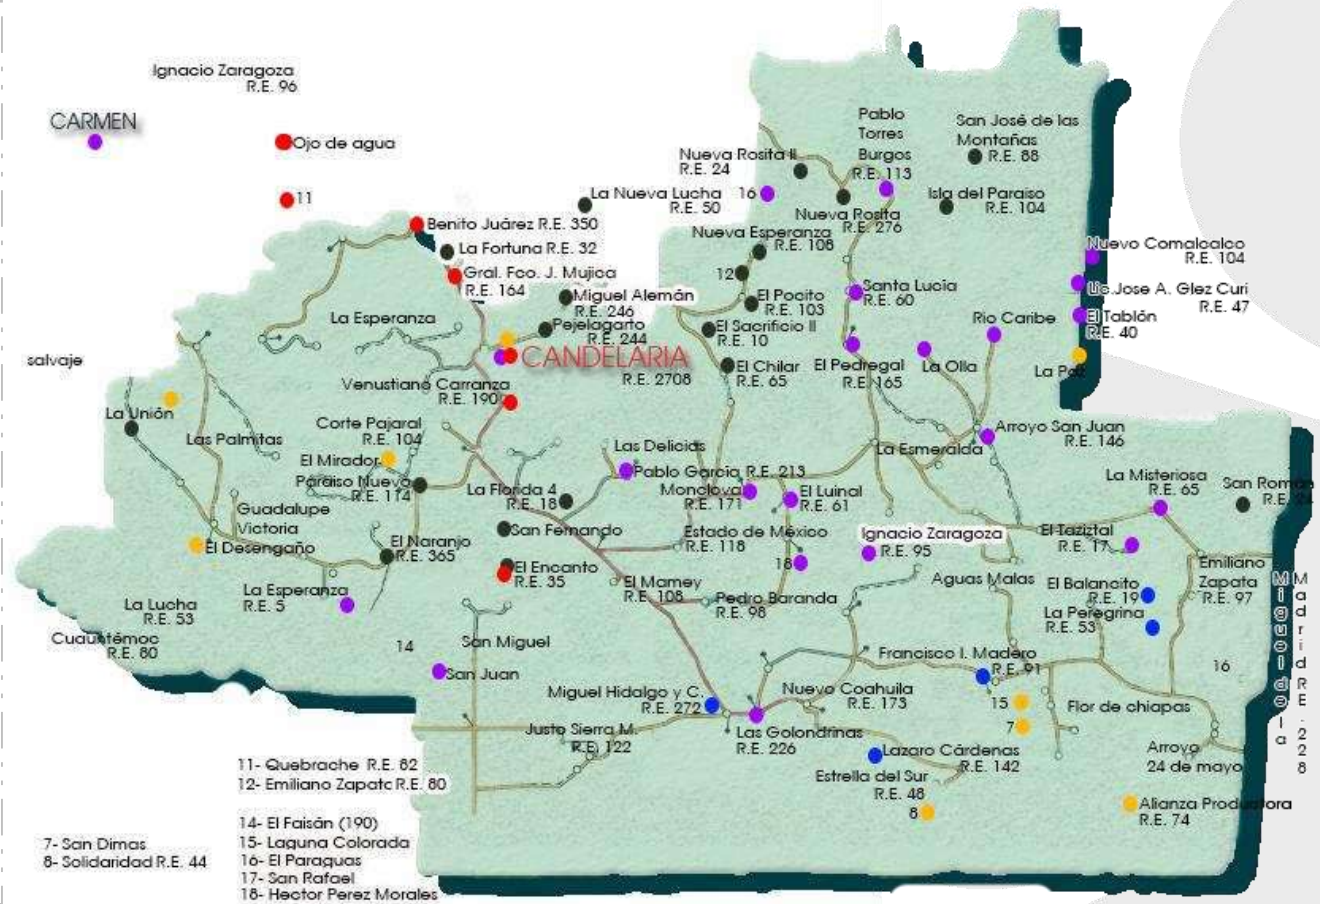 Ignacio Zaragoza
R.E. 96
CARMEN
Ojo de agua
11
Pablo
Torres
Burgos
R.E. 113
San José de las
Montañas
R.E. 88
Nueva Rosita II
R.E. 24
La Nueva Lucha
R.E. 50
16
Isla del Paraiso
R.E. 104
Nueva Rosita
R.E. 276
Benito Juárez R.E. 350
Nueva Esperanza
R.E. 108
La Fortuna R.E. 32
Nuevo Comalcalco
R.E. 104
Gral. Fco. J. Mujica
R.E. 164
12
Miguel Alemán
R.E. 246
El Pocito
R.E. 103
Santa Lucia
R.E. 60
Lic.Jose A. Glez Curi
R.E. 47
La Esperanza
Pejelagarto
R.E. 244
El Sacrificio II
R.E. 10
Rio Caribe
El Tablón
R.E. 40
salvaje
CANDELARIA
R.E. 2708
El Chilar
R.E. 65
El Pedregal
R.E. 165
La Olla
La Paz
Venustiano Carranza
R.E. 190
La Unión
Las Palmitas
Corte Pajaral
R.E. 104
El Mirador
Paraiso Nuevo
R.E. 114
Las Delicias
La Esmeralda
Arroyo San Juan
R.E. 146
Pablo García R.E. 213
Monclova
R.E. 171
El Luinal
R.E. 61
La Misteriosa
R.E. 65
San Román
La Florida 4
R.E. 18
Guadalupe
Victoria
San Fernando
Estado de México
R.E. 118
Ignacio Zaragoza
R.E. 95
El Taziztal
R.E. 17
El Desengaño
El Naranjo
R.E. 365
El Encanto
R.E. 35
18
Emiliano
Zapata
R.E. 97
La Esperanza
R.E. 5
El Mamey
R.E. 108
Pedro Baranda
R.E. 98
Aguas Malas
El Balancito
R.E. 19
La Peregrina
R.E. 53
La Lucha
R.E. 53
Cuauhtémoc
R.E. 80
14
San Miguel
San Juan
Francisco I. Madero
R.E. 91
16
Miguel de la
Madrid R.E. 228
Miguel Hidalgo y C.
R.E. 272
Nuevo Coahuila
R.E. 173
15
7
Flor de chiapas
Justo Sierra M.
R.E. 122
Las Golondrinas
R.E. 226
Lazaro Cárdenas
R.E. 142
Arroyo
24 de mayo
Estrella del Sur
R.E. 48
8
Alianza Productora
R.E. 74
11- Quebrache R.E. 82
12- Emiliano Zapata R.E. 80
14- El Faisán (190)
15- Laguna Colorada
16- El Paraguas
17- San Rafael
18- Hector Perez Morales
7- San Dimas
8- Solidaridad R.E. 44